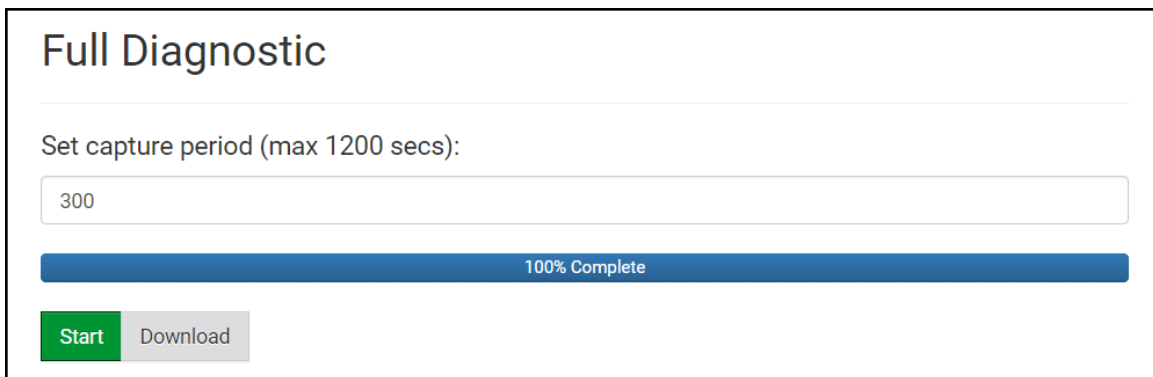 Full Diagnostic
Set capture period (max 1200 secs):
300
100% Complete
Start Download